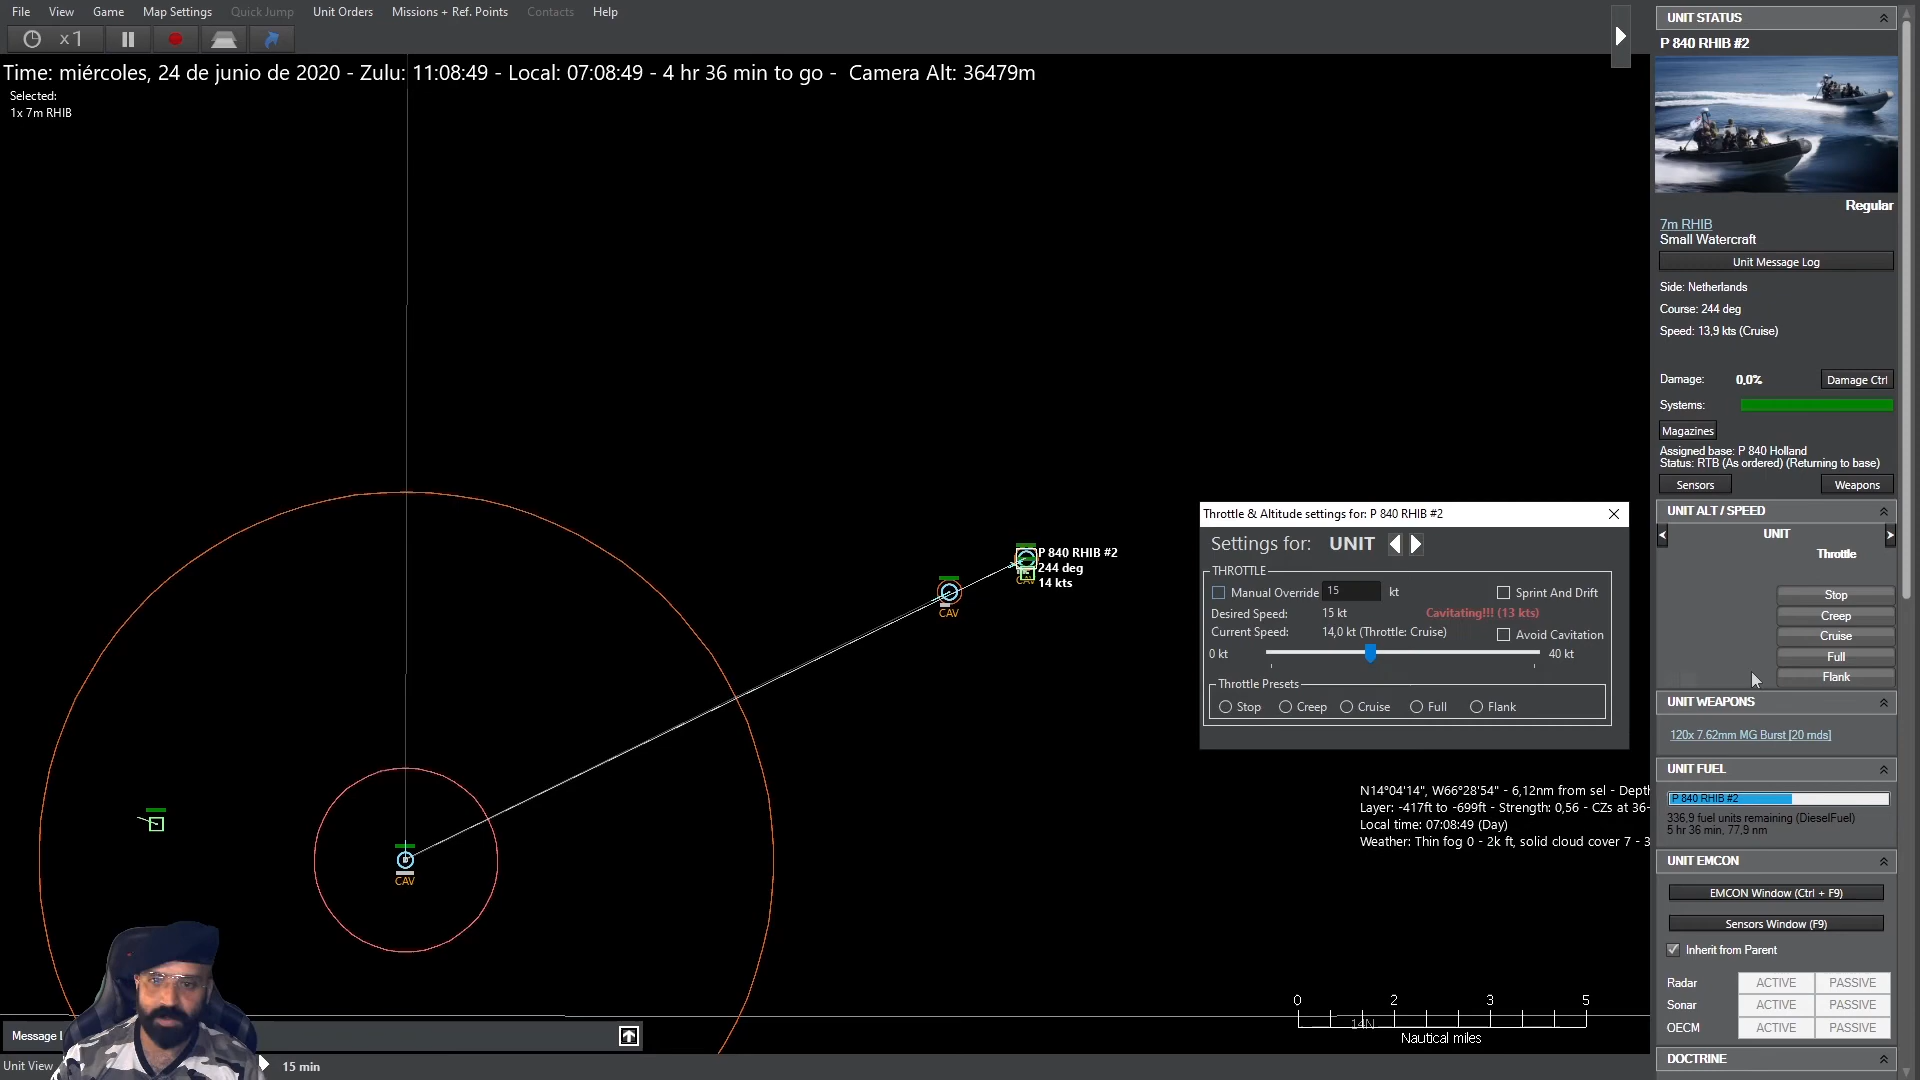 File View Game Map Settings Quick Jump Unit Orders Missions + Ref. Points Contacts Help
x1
Time: miércoles, 24 de junio de 2020 - Zulu: 11:08:49 - Local: 07:08:49 - 4 hr 36 min to go - Camera Alt: 36479m
Selected:
1x 7m RHIB
P 840 RHIB #2
244 deg
14 kts
CAV
CAV
CAV
Throttle & Altitude settings for: P 840 RHIB #2
Settings for: UNIT
THROTTLE
Manual Override 15 kt Sprint And Drift
Desired Speed: 15 kt Cavitating!!! (13 kts)
Current Speed: 14,0 kt (Throttle: Cruise) Avoid Cavitation
0 kt 40 kt
Throttle Presets
Stop Creep Cruise Full Flank
N14°04'14", W66°28'54" - 6,12nm from sel - Depth
Layer: -417ft to -699ft - Strength: 0,56 - CZs at 36-
Local time: 07:08:49 (Day)
Weather: Thin fog 0 - 2k ft, solid cloud cover 7 - 3
0 2 3 5
14N
Nautical miles
Message
Unit View
15 min
UNIT STATUS
P 840 RHIB #2
Regular
7m RHIB
Small Watercraft
Unit Message Log
Side: Netherlands
Course: 244 deg
Speed: 13,9 kts (Cruise)
Damage: 0,0% Damage Ctrl
Systems:
Magazines
Assigned base: P 840 Holland
Status: RTB (As ordered) (Returning to base)
Sensors Weapons
UNIT ALT / SPEED
UNIT
Throttle
Stop
Creep
Cruise
Full
Flank
UNIT WEAPONS
120x 7.62mm MG Burst [20 rnds]
UNIT FUEL
P 840 RHIB #2
336,9 fuel units remaining (DieselFuel)
5 hr 36 min, 77,9 nm
UNIT EMCON
EMCON Window (Ctrl + F9)
Sensors Window (F9)
Inherit from Parent
Radar ACTIVE PASSIVE
Sonar ACTIVE PASSIVE
OECM ACTIVE PASSIVE
DOCTRINE